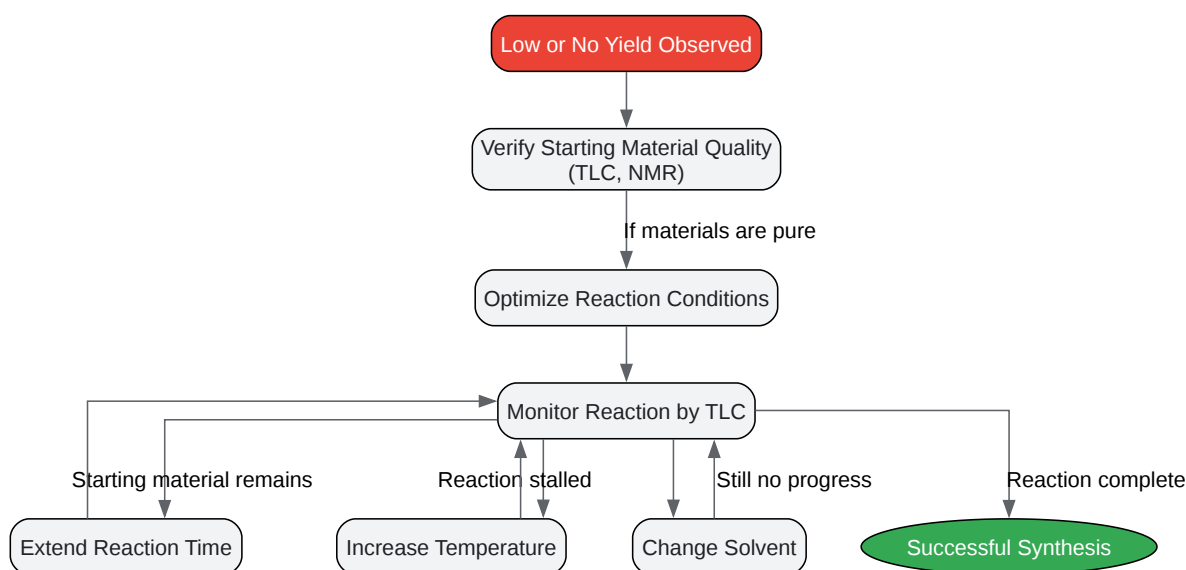 Low or No Yield Observed
Verify Starting Material Quality
(TLC, NMR)
If materials are pure
Optimize Reaction Conditions
Monitor Reaction by TLC
Starting material remains
Reaction stalled
Still no progress
Reaction complete
Extend Reaction Time
Increase Temperature
Change Solvent
Successful Synthesis